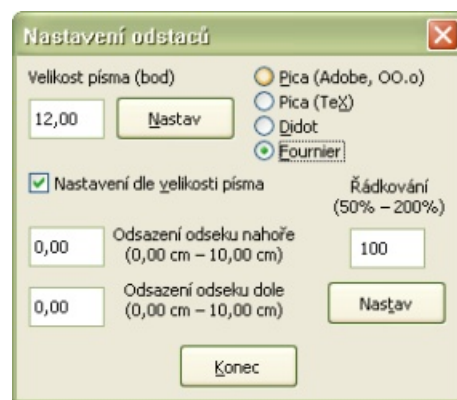 Nastavení odstaců
Velikost písma (bod)
12,00
Nastav
Pica (Adobe, OO.o)
Pica (TeX)
Didot
Fournier
Nastavení dle velikosti písma
Řádkování
(50% – 200%)
0,00
Odsazení odseku nahoře
(0,00 cm – 10,00 cm)
100
0,00
Odsazení odseku dole
(0,00 cm – 10,00 cm)
Nastav
Konec